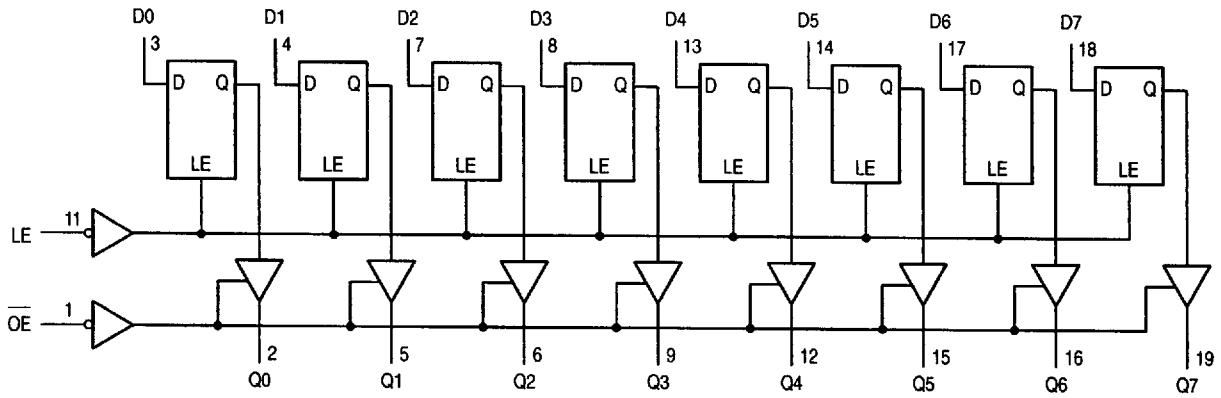 D0 D1 D2 D3 D4 D5 D6 D7
3 4 7 8 13 14 17 18
D Q D Q D Q D Q D Q D Q D Q D Q
LE LE LE LE LE LE LE LE
LE 11
O̅E̅ 1
2 5 6 9 12 15 16 19
Q0 Q1 Q2 Q3 Q4 Q5 Q6 Q7